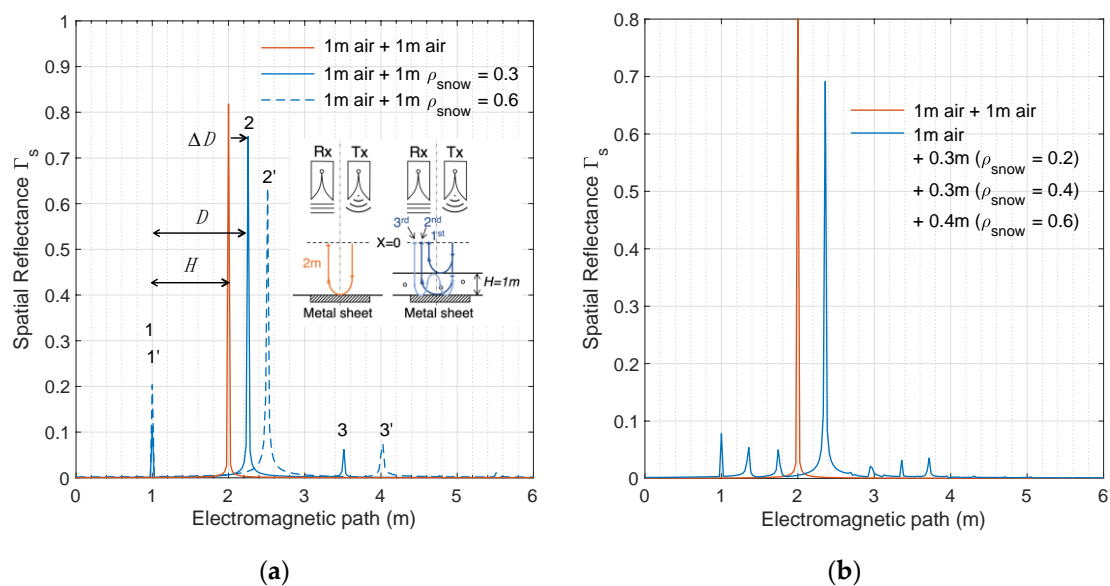 1
0.9
0.8
0.7
0.6
0.5
0.4
0.3
0.2
0.1
0
Spatial Reflectance Γs
1m air + 1m air
1m air + 1m ρsnow = 0.3
1m air + 1m ρsnow = 0.6
2
ΔD
2'
D
H
1
1'
3
3'
Rx Tx Rx Tx
3rd 2nd
1st
X=0
2m
H=1m
Metal sheet Metal sheet
0 1 2 3 4 5 6
Electromagnetic path (m)
(a)
0.8
0.7
0.6
0.5
0.4
0.3
0.2
0.1
0
Spatial Reflectance Γs
1m air + 1m air
1m air
+ 0.3m (ρsnow = 0.2)
+ 0.3m (ρsnow = 0.4)
+ 0.4m (ρsnow = 0.6)
0 1 2 3 4 5 6
Electromagnetic path (m)
(b)